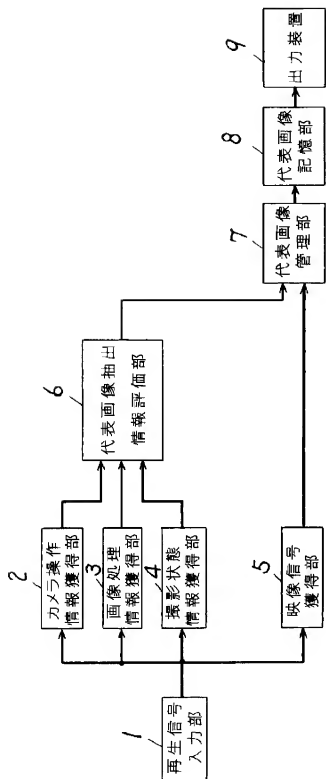 1
再生信号
入力部
2
カメラ操作
情報獲得部
3
画像処理
情報獲得部
4
撮影状態
情報獲得部
5
映像信号
獲得部
6
代表画像抽出
情報評価部
7
代表画像
管理部
8
代表画像
記憶部
9
出力装置